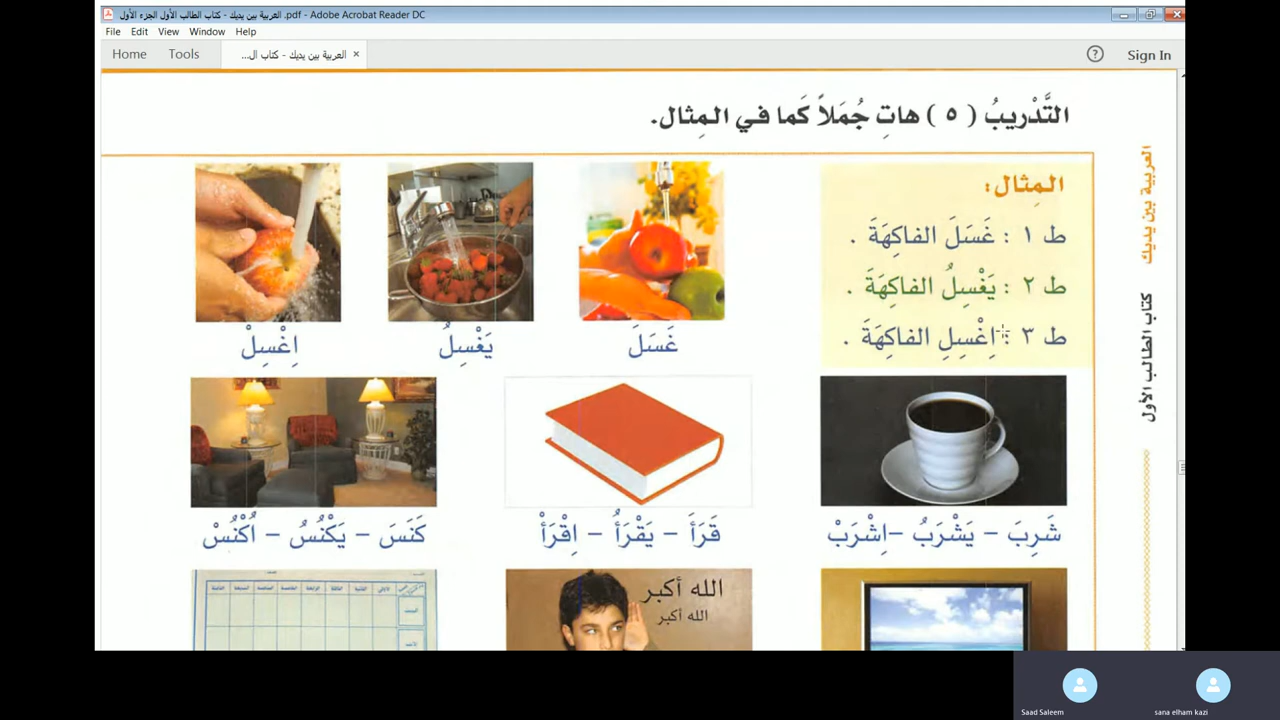 العربية بين يديك - كتاب الطالب الأول الجزء الأول .pdf - Adobe Acrobat Reader DC
File Edit View Window Help
Home Tools العربية بين يديك - كتاب ال... × Sign In
التَّدْرِيبُ ( ٥ ) هاتِ جُمَلاً كَما في المِثال.
المِثال:
ط ١ : غَسَلَ الفاكِهَةَ .
ط ٢ : يَغْسِلُ الفاكِهَةَ .
ط ٣ : اِغْسِلِ الفاكِهَةَ .
غَسَلَ
يَغْسِلُ
اِغْسِلْ
شَرِبَ – يَشْرَبُ –اِشْرَبْ
قَرَأَ – يَقْرَأُ – اِقْرَأْ
كَنَسَ – يَكْنُسُ – اُكْنُسْ
الله أكبر
الله أكبر
العربية بين يديك
كتاب الطالب الأول
Saad Saleem
sana elham kazi